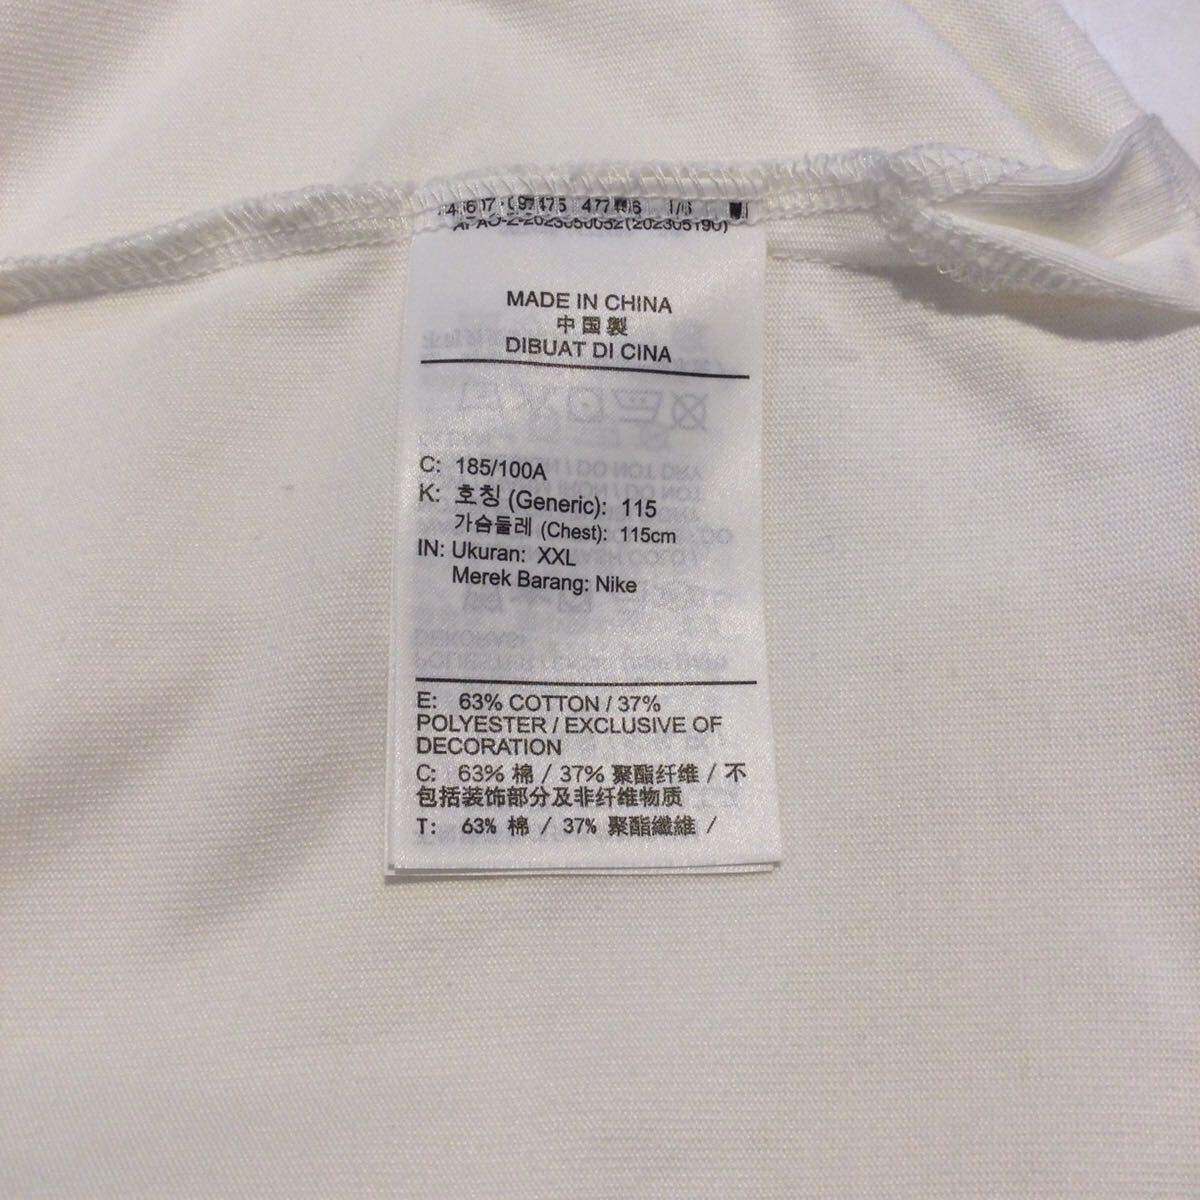 MADE IN CHINA
中国製
DIBUAT DI CINA
C: 185/100A
K: 호칭 (Generic): 115
가슴둘레 (Chest): 115cm
IN: Ukuran: XXL
Merek Barang: Nike
E: 63% COTTON / 37%
POLYESTER / EXCLUSIVE OF
DECORATION
C: 63% 棉 / 37% 聚酯纤维 / 不
包括装饰部分及非纤维物质
T: 63% 棉 / 37% 聚酯纖維 /